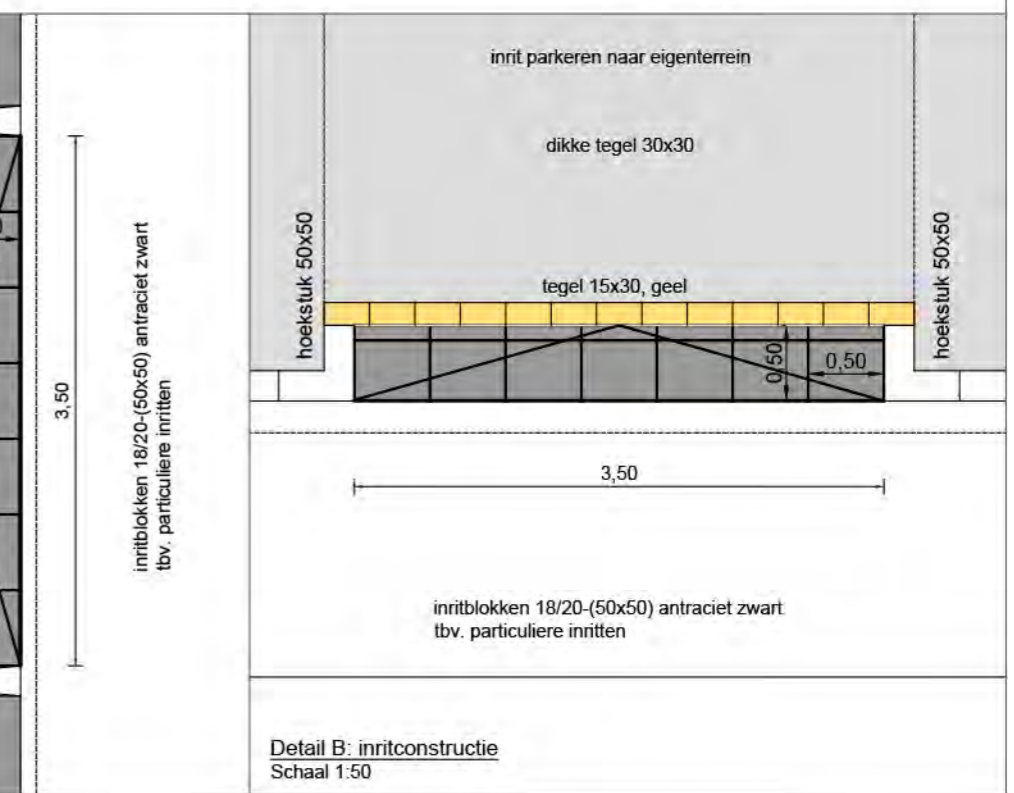 3,50
inritblokken 18/20-(50x50) antraciet zwart
tbv. particuliere inritten
inrit parkeren naar eigenterrein
dikke tegel 30x30
hoekstuk 50x50
hoekstuk 50x50
tegel 15x30, geel
0,50
0,50
3,50
inritblokken 18/20-(50x50) antraciet zwart
tbv. particuliere inritten
Detail B: inritconstructie
Schaal 1:50